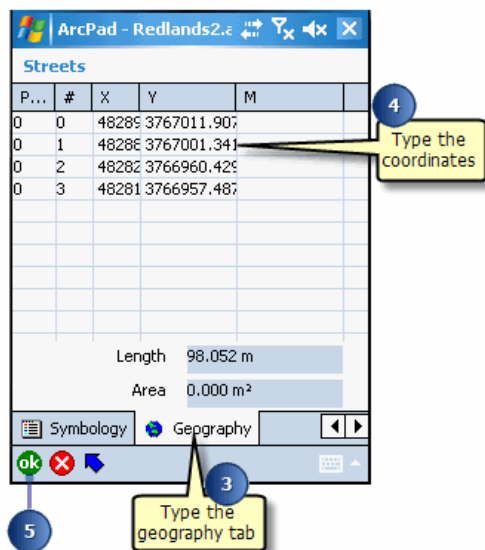 ArcPad - Redlands2.a
Streets
P... # X Y M
0 0 48289 3767011.907
0 1 48288 3767001.341
0 2 48282 3766960.429
0 3 48281 3766957.487
4
Type the
coordinates
Length 98.052 m
Area 0.000 m²
Symbology Geography
ok
3
Type the
geography tab
5